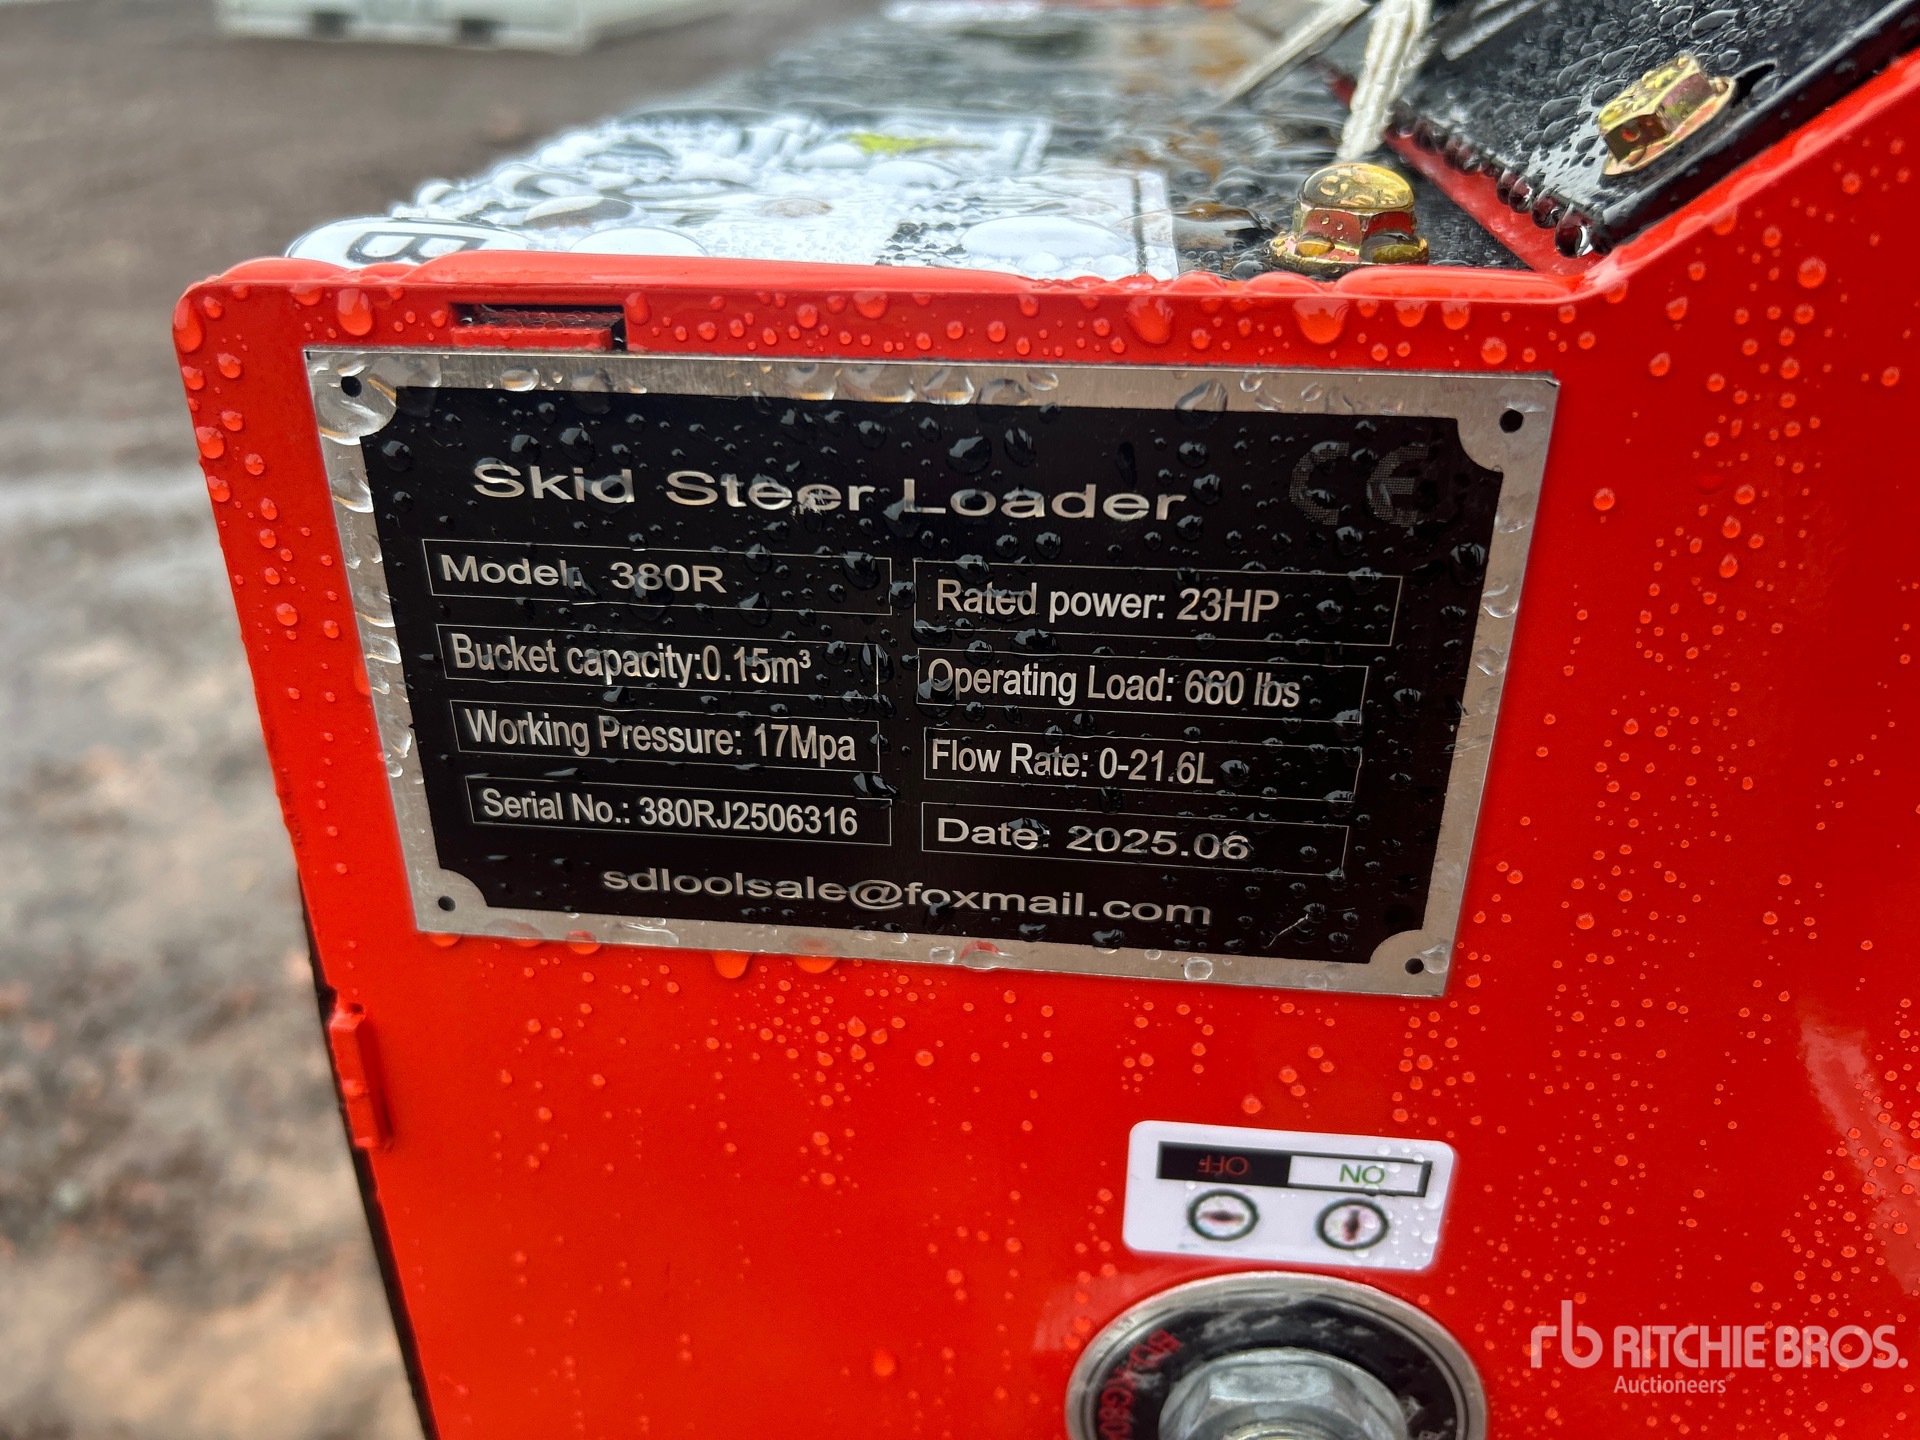 B
Skid Steer Loader CE
Model: 380R
Rated power: 23HP
Bucket capacity:0.15m³
Operating Load: 660 lbs
Working Pressure: 17Mpa
Flow Rate: 0-21.6L
Serial No.: 380RJ2506316
Date: 2025.06
sdloolsale@foxmail.com
OFF ON
rb RITCHIE BROS.
Auctioneers